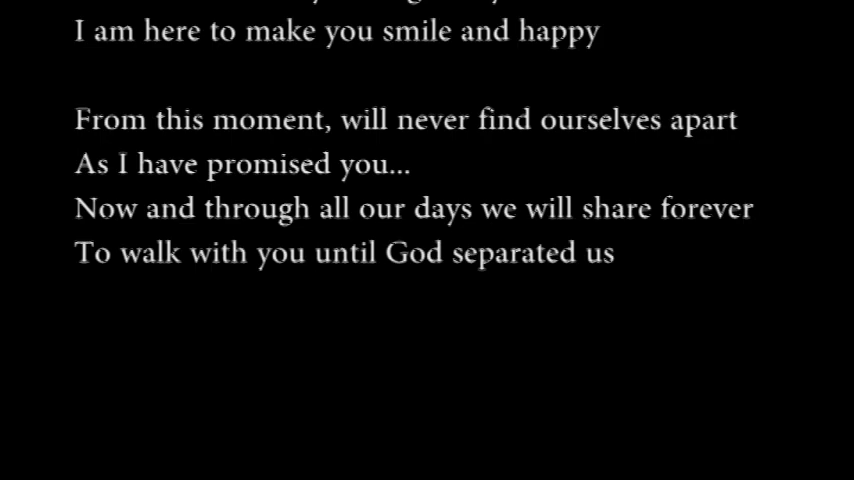 I am here to make you smile and happy
From this moment, will never find ourselves apart
As I have promised you...
Now and through all our days we will share forever
To walk with you until God separated us